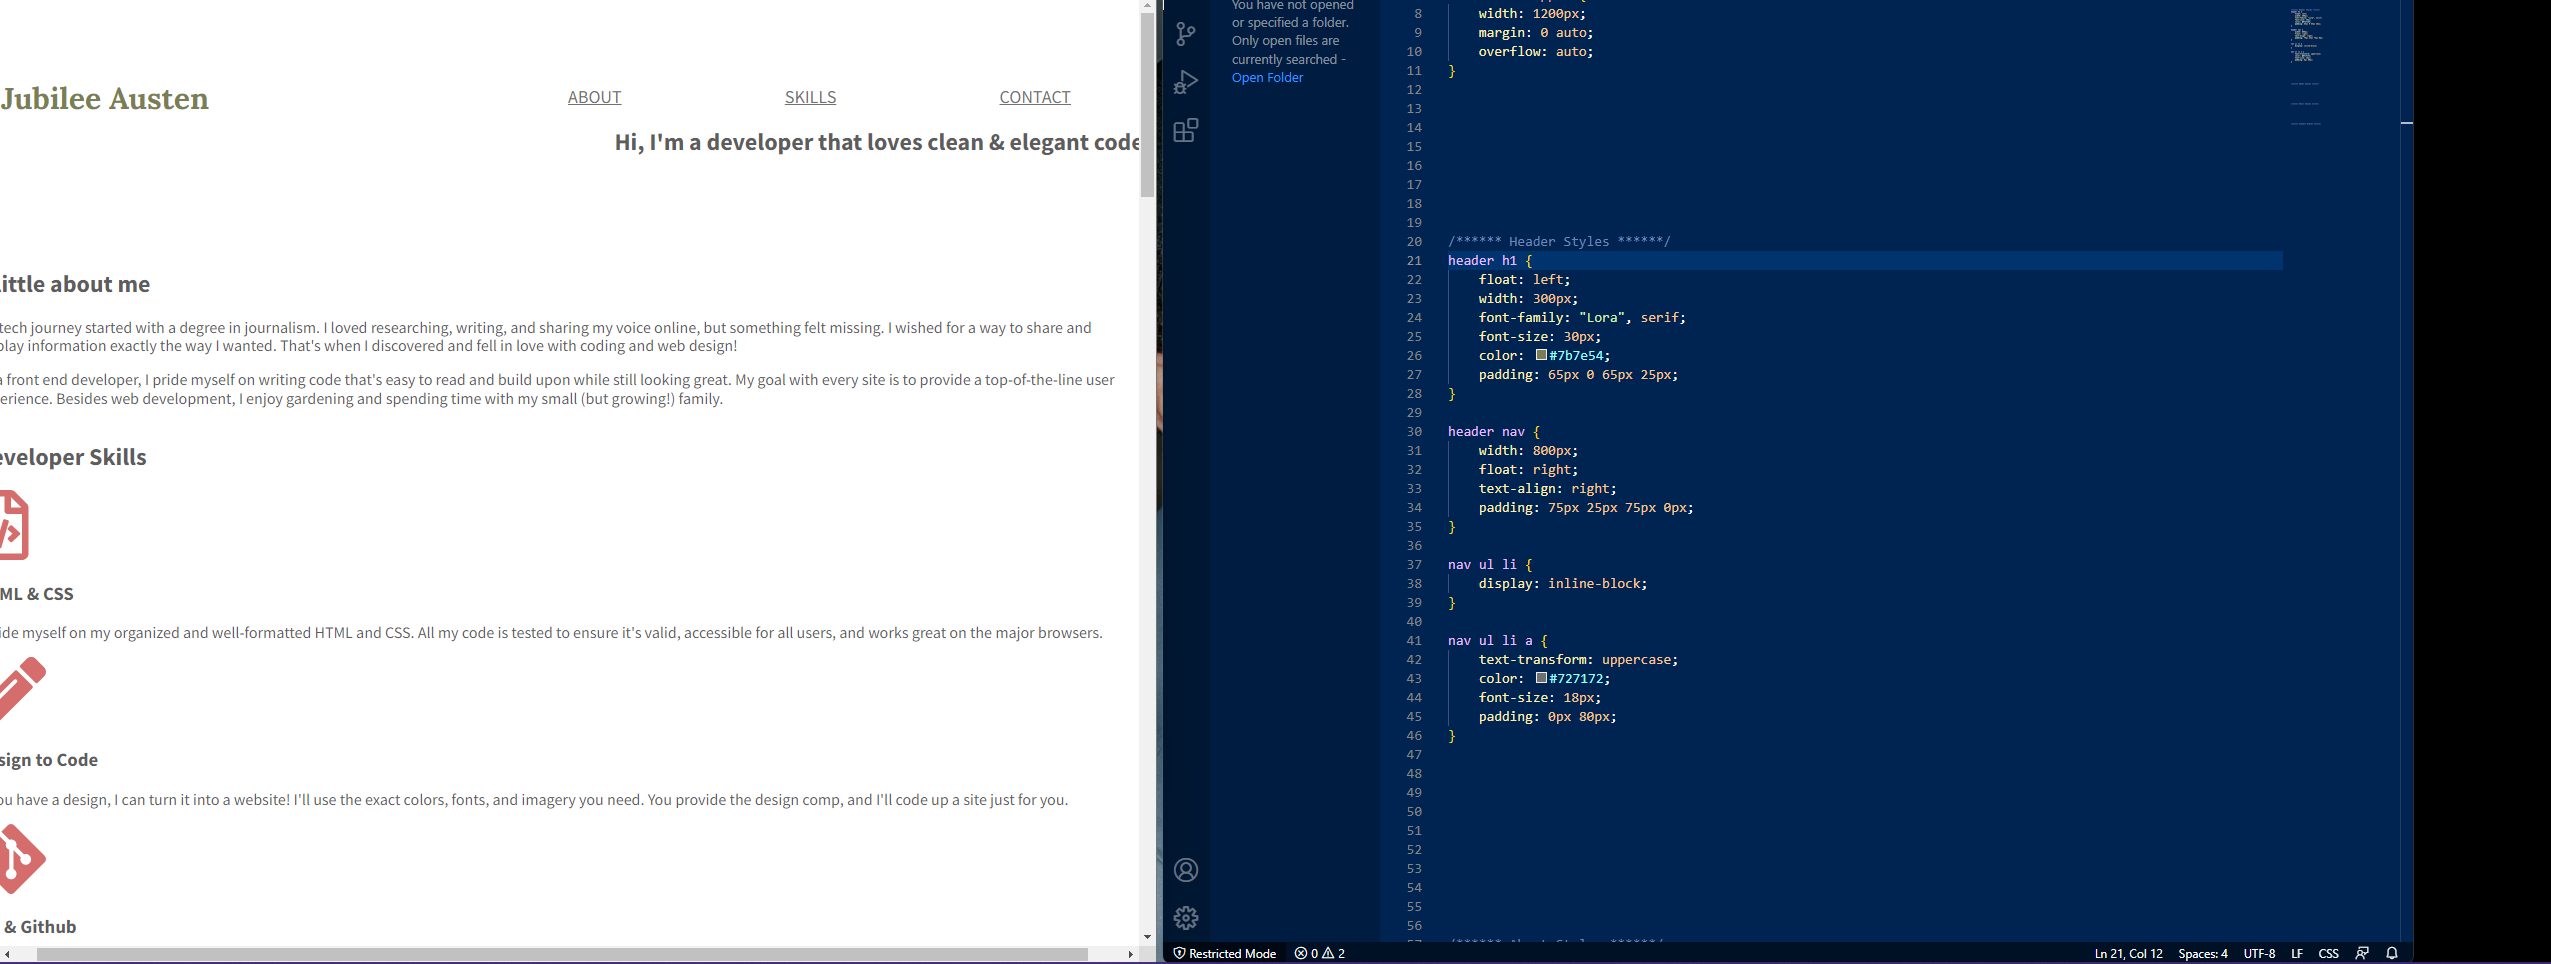 Jubilee Austen
ABOUT
SKILLS
CONTACT
Hi, I'm a developer that loves clean & elegant code
ittle about me
tech journey started with a degree in journalism. I loved researching, writing, and sharing my voice online, but something felt missing. I wished for a way to share and
play information exactly the way I wanted. That's when I discovered and fell in love with coding and web design!
a front end developer, I pride myself on writing code that's easy to read and build upon while still looking great. My goal with every site is to provide a top-of-the-line user
erience. Besides web development, I enjoy gardening and spending time with my small (but growing!) family.
eveloper Skills
ML & CSS
ide myself on my organized and well-formatted HTML and CSS. All my code is tested to ensure it's valid, accessible for all users, and works great on the major browsers.
sign to Code
ou have a design, I can turn it into a website! I'll use the exact colors, fonts, and imagery you need. You provide the design comp, and I'll code up a site just for you.
& Github
You have not opened
or specified a folder.
Only open files are
currently searched -
Open Folder
8 width: 1200px;
9 margin: 0 auto;
10 overflow: auto;
11 }
12
13
14
15
16
17
18
19
20 /****** Header Styles ******/
21 header h1 {
22 float: left;
23 width: 300px;
24 font-family: "Lora", serif;
25 font-size: 30px;
26 color: #7b7e54;
27 padding: 65px 0 65px 25px;
28 }
29
30 header nav {
31 width: 800px;
32 float: right;
33 text-align: right;
34 padding: 75px 25px 75px 0px;
35 }
36
37 nav ul li {
38 display: inline-block;
39 }
40
41 nav ul li a {
42 text-transform: uppercase;
43 color: #727172;
44 font-size: 18px;
45 padding: 0px 80px;
46 }
47
48
49
50
51
52
53
54
55
56
Restricted Mode
0 2
Ln 21, Col 12
Spaces: 4
UTF-8
LF
CSS